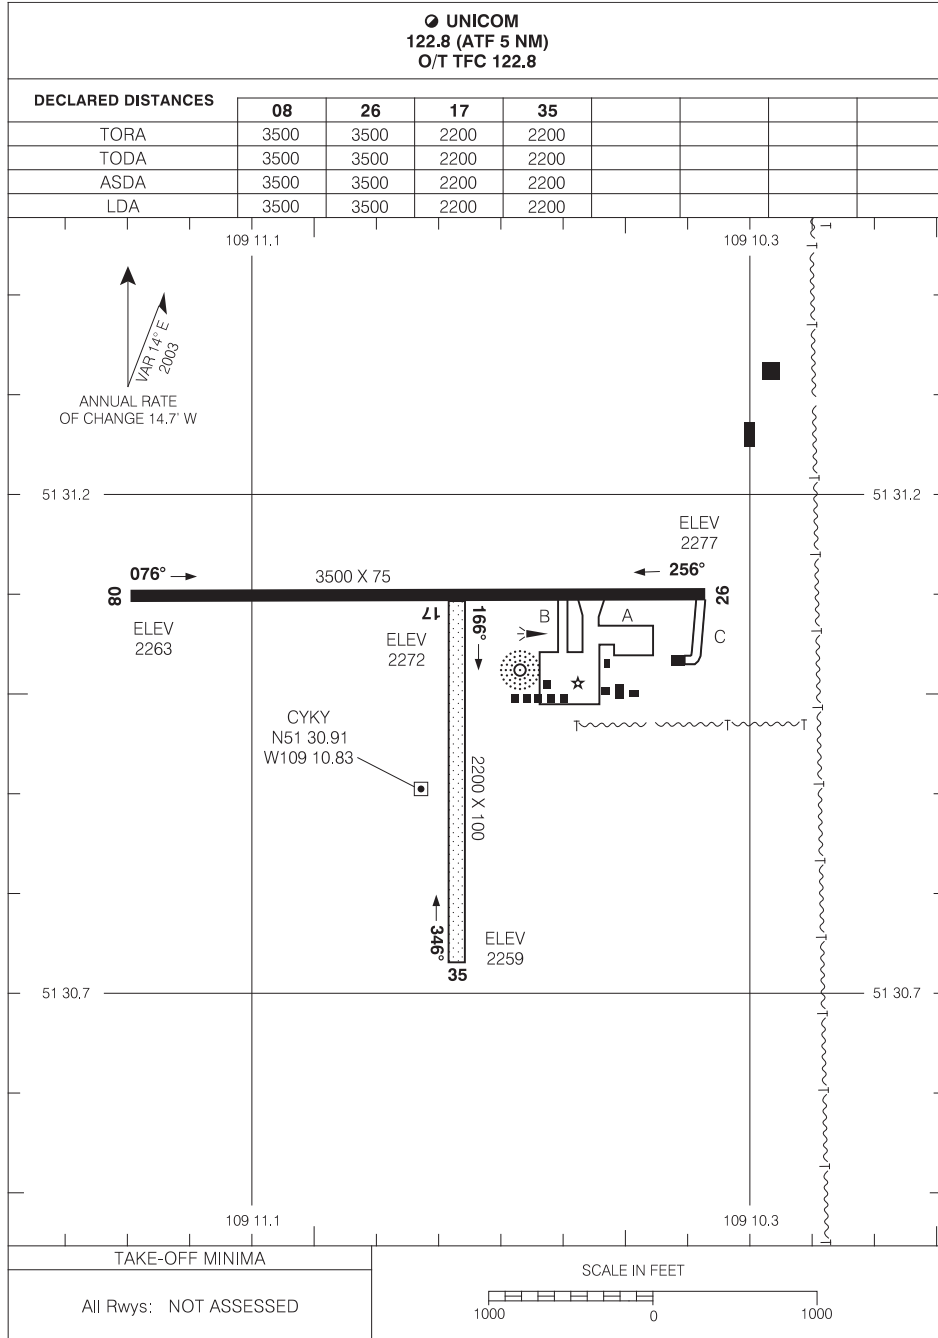 UNICOM
122.8 (ATF 5 NM)
O/T TFC 122.8
DECLARED DISTANCES 08 26 17 35
TORA 3500 3500 2200 2200
TODA 3500 3500 2200 2200
ASDA 3500 3500 2200 2200
LDA 3500 3500 2200 2200
109 11.1 109 10.3
VAR 14° E
2003
ANNUAL RATE
OF CHANGE 14.7' W
51 31.2 51 31.2
ELEV
2277
076° 3500 X 75 256°
08 26
17 166° B A C
ELEV
2263
ELEV
2272
CYKY
N51 30.91
W109 10.83
2200 X 100
346°
ELEV
2259
35
51 30.7 51 30.7
109 11.1 109 10.3
T T T T T T T T T T T T T T
TAKE-OFF MINIMA
All Rwys: NOT ASSESSED
SCALE IN FEET
1000 0 1000